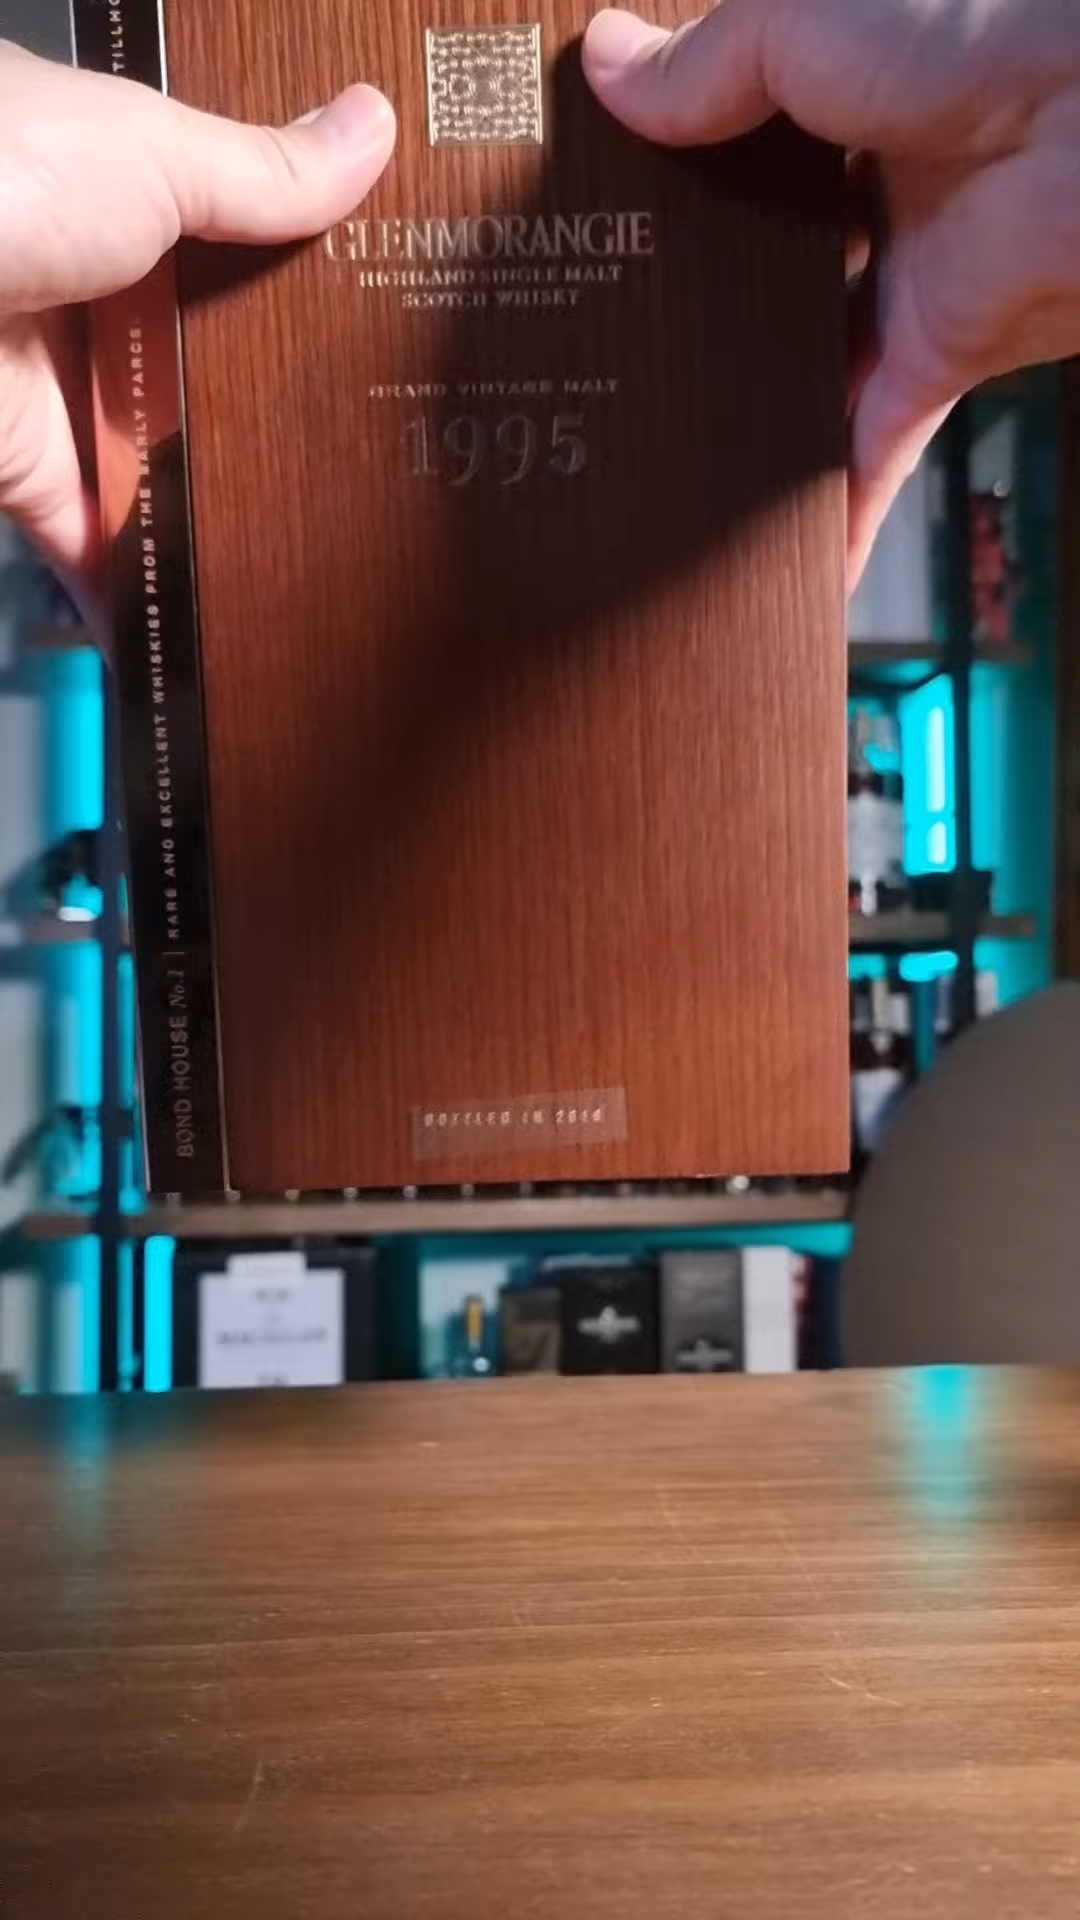 GLENMORANGIE
HIGHLAND SINGLE MALT
SCOTCH WHISKY
GRAND VINTAGE MALT
1995
BOTTLED IN
BOND HOUSE No.1 | RARE AND EXCELLENT WHISKIES FROM THE EARLY PARCE